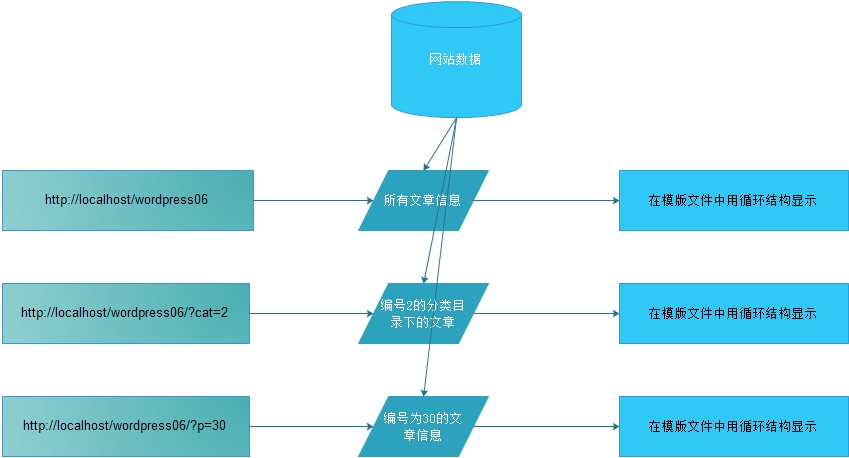 网站数据
http://localhost/wordpress06
所有文章信息
在模版文件中用循环结构显示
http://localhost/wordpress06/?cat=2
编号2的分类目
录下的文章
在模版文件中用循环结构显示
http://localhost/wordpress06/?p=30
编号为30的文
章信息
在模版文件中用循环结构显示